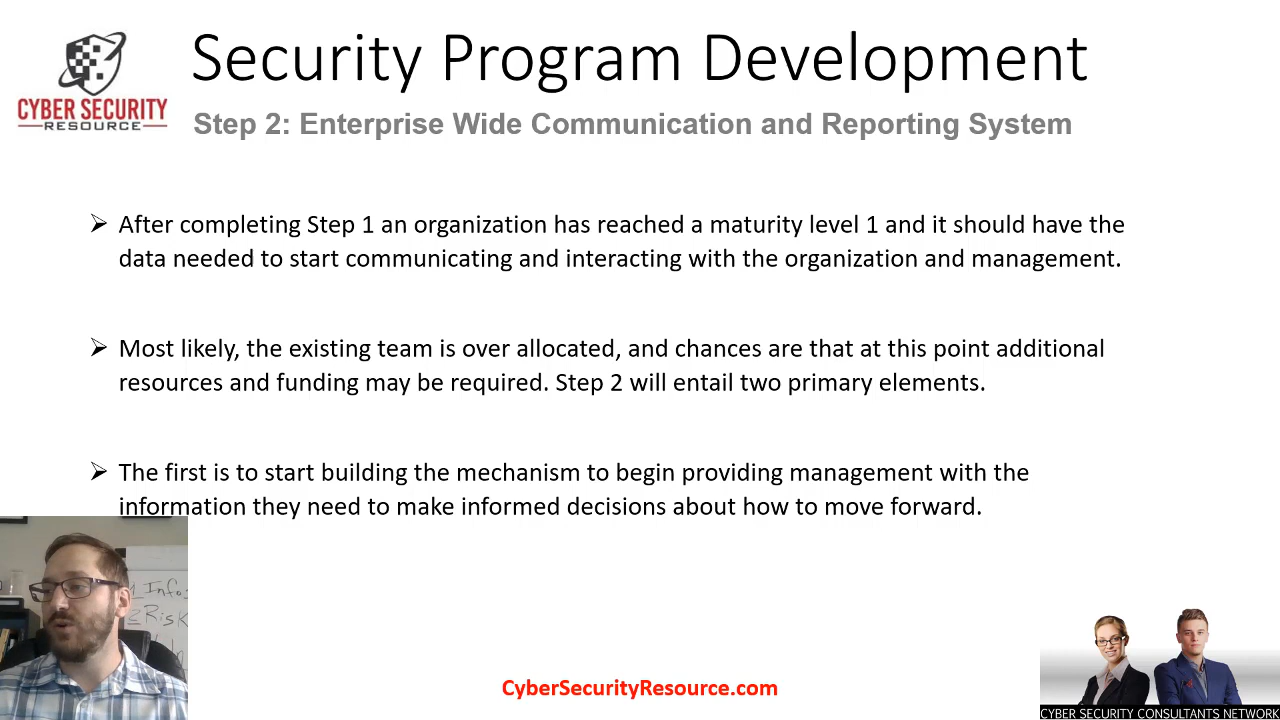 CYBER SECURITY
RESOURCE
Security Program Development
Step 2: Enterprise Wide Communication and Reporting System
After completing Step 1 an organization has reached a maturity level 1 and it should have the
data needed to start communicating and interacting with the organization and management.
Most likely, the existing team is over allocated, and chances are that at this point additional
resources and funding may be required. Step 2 will entail two primary elements.
The first is to start building the mechanism to begin providing management with the
information they need to make informed decisions about how to move forward.
Info
Risk
CyberSecurityResource.com
CYBER SECURITY CONSULTANTS NETWORK